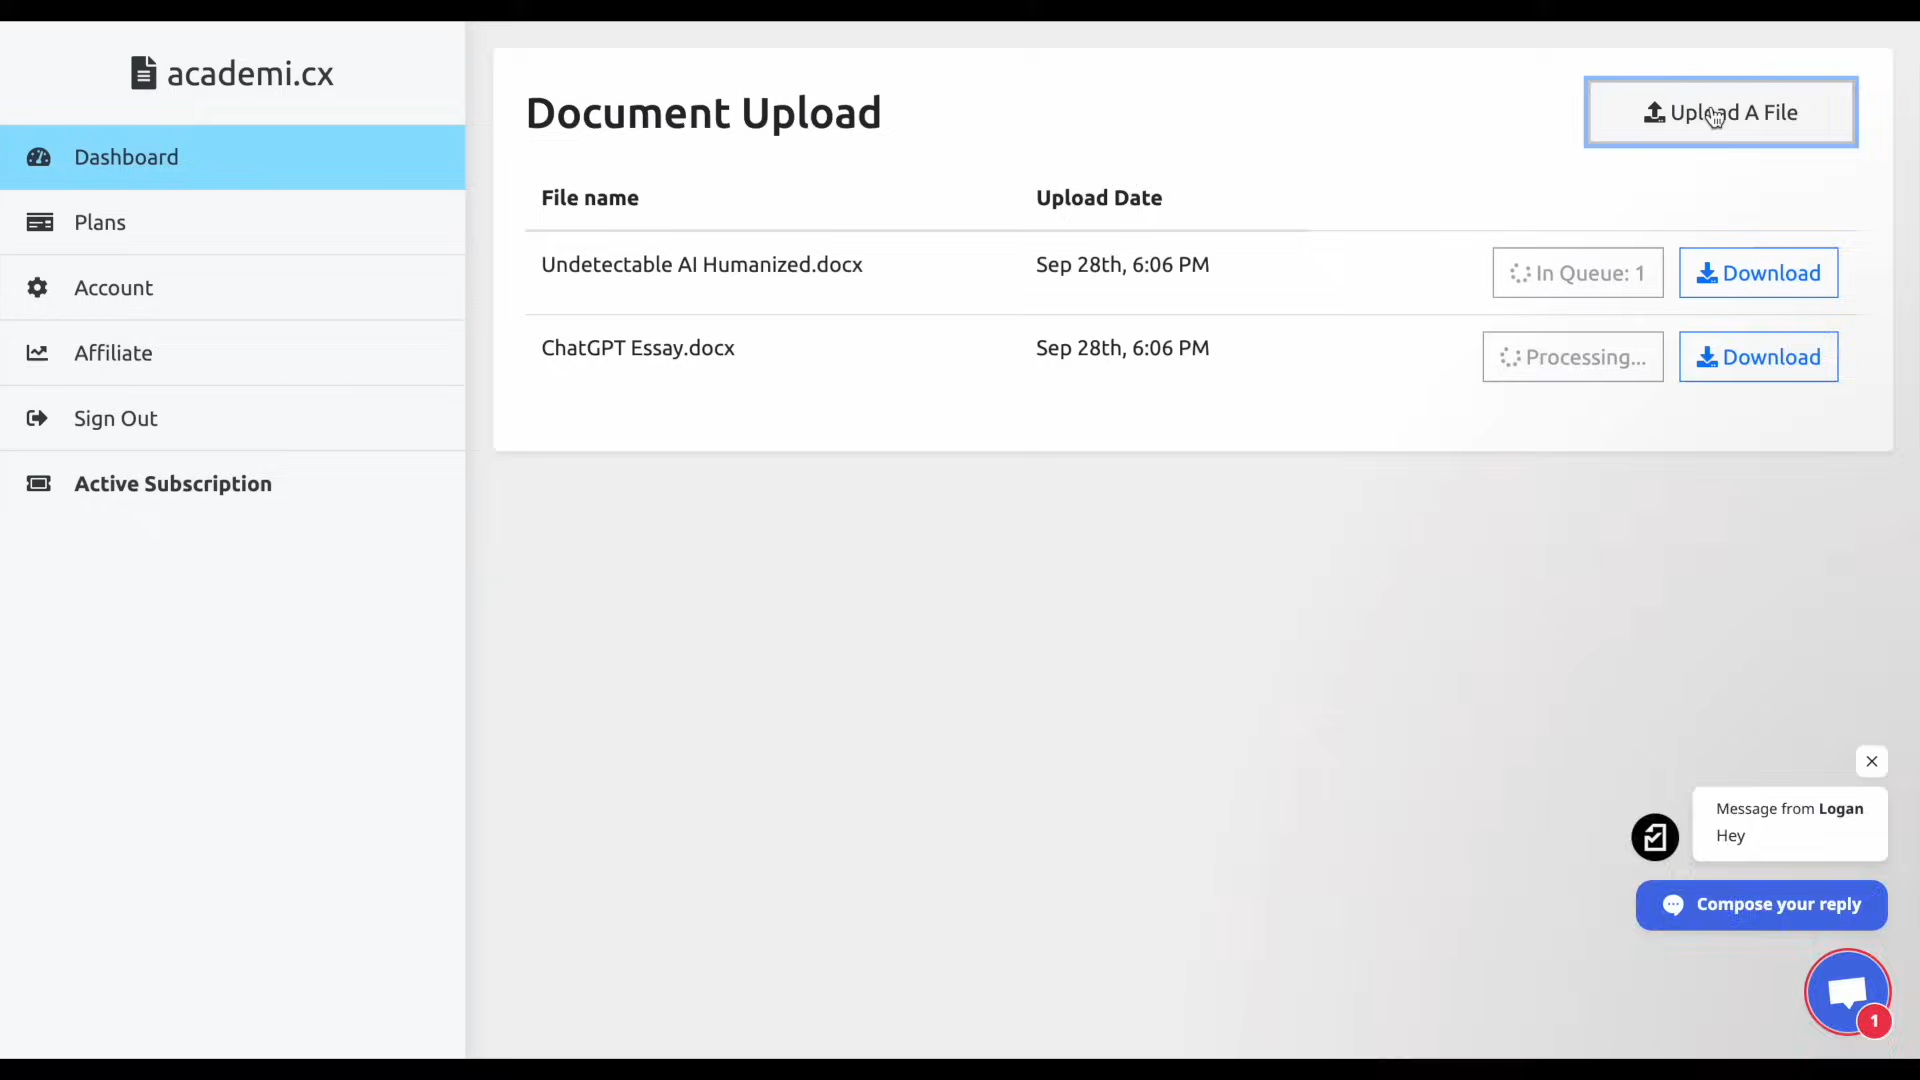 academi.cx
Dashboard
Plans
Account
Affiliate
Sign Out
Active Subscription
Document Upload
Upload A File
File name Upload Date
Undetectable AI Humanized.docx Sep 28th, 6:06 PM In Queue: 1 Download
ChatGPT Essay.docx Sep 28th, 6:06 PM Processing... Download
Message from Logan
Hey
Compose your reply
1